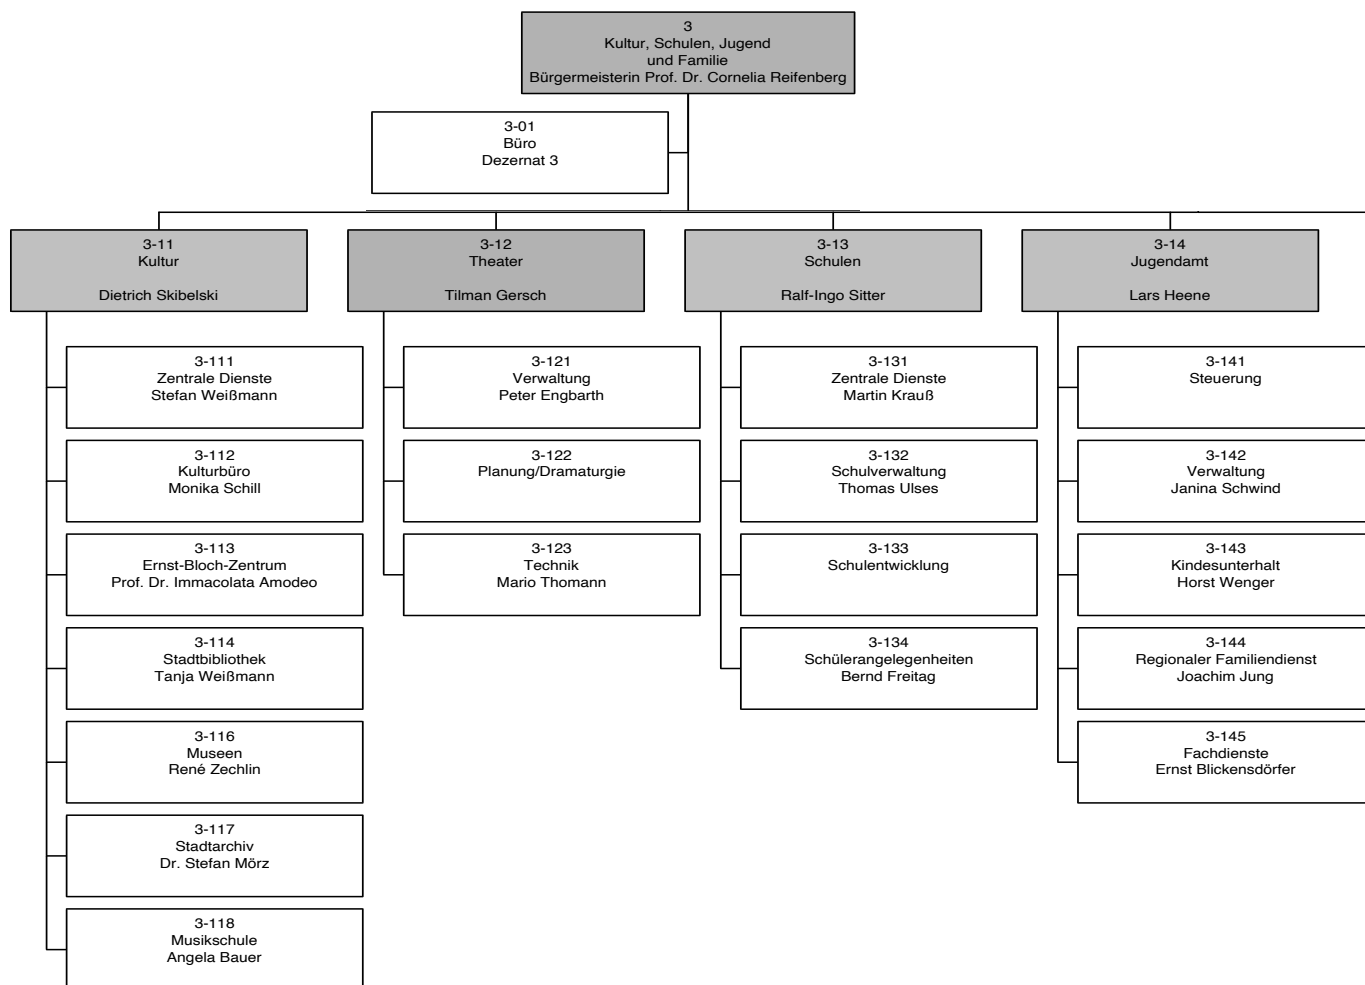 3
Kultur, Schulen, Jugend
und Familie
Bürgermeisterin Prof. Dr. Cornelia Reifenberg
3-01
Büro
Dezernat 3
3-11
Kultur
Dietrich Skibelski
3-12
Theater
Tilman Gersch
3-13
Schulen
Ralf-Ingo Sitter
3-14
Jugendamt
Lars Heene
3-111
Zentrale Dienste
Stefan Weißmann
3-112
Kulturbüro
Monika Schill
3-113
Ernst-Bloch-Zentrum
Prof. Dr. Immacolata Amodeo
3-114
Stadtbibliothek
Tanja Weißmann
3-116
Museen
René Zechlin
3-117
Stadtarchiv
Dr. Stefan Mörz
3-118
Musikschule
Angela Bauer
3-121
Verwaltung
Peter Engbarth
3-122
Planung/Dramaturgie
3-123
Technik
Mario Thomann
3-131
Zentrale Dienste
Martin Krauß
3-132
Schulverwaltung
Thomas Ulses
3-133
Schulentwicklung
3-134
Schülerangelegenheiten
Bernd Freitag
3-141
Steuerung
3-142
Verwaltung
Janina Schwind
3-143
Kindesunterhalt
Horst Wenger
3-144
Regionaler Familiendienst
Joachim Jung
3-145
Fachdienste
Ernst Blickensdörfer